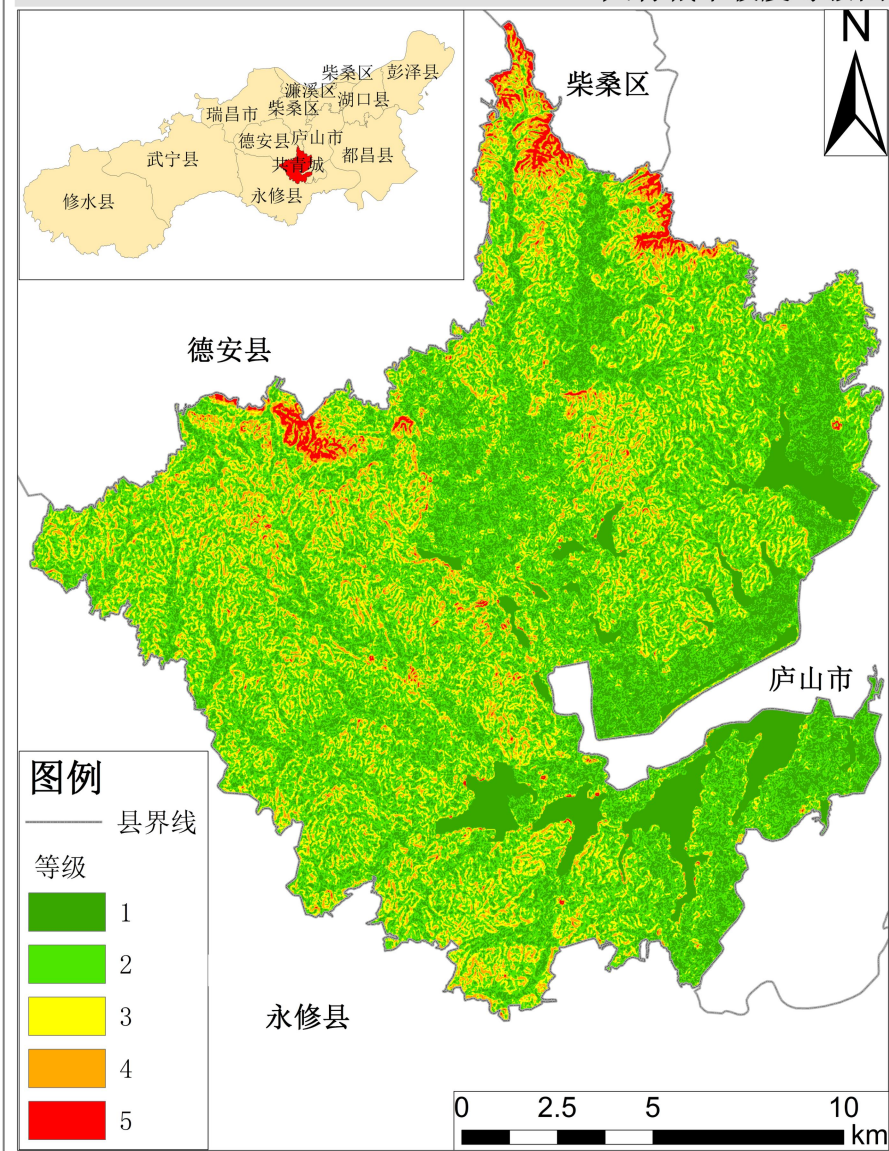 N
柴桑区
彭泽县
濂溪区
柴桑区
湖口县
瑞昌市
德安县
庐山市
武宁县
共青城
都昌县
修水县
永修县
柴桑区
德安县
庐山市
永修县
图例
县界线
等级
1
2
3
4
5
0 2.5 5 10
km